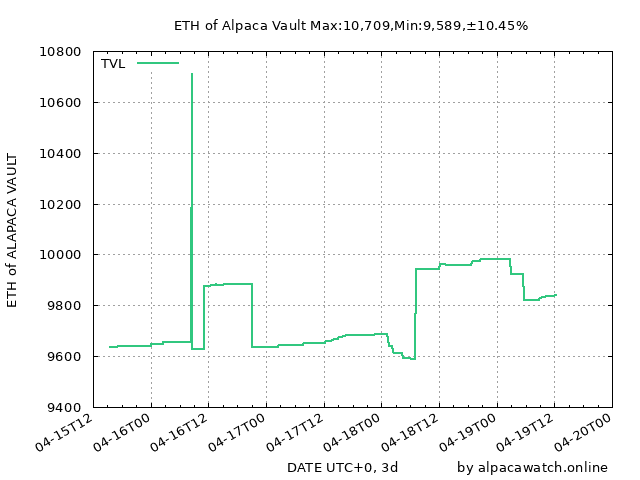 ETH of Alpaca Vault Max:10,709,Min:9,589,±10.45%
TVL
10800
10600
10400
10200
10000
9800
9600
9400
ETH of ALAPACA VAULT
04-15T12
04-16T00
04-16T12
04-17T00
04-17T12
04-18T00
04-18T12
04-19T00
04-19T12
04-20T00
DATE UTC+0, 3d
by alpacawatch.online